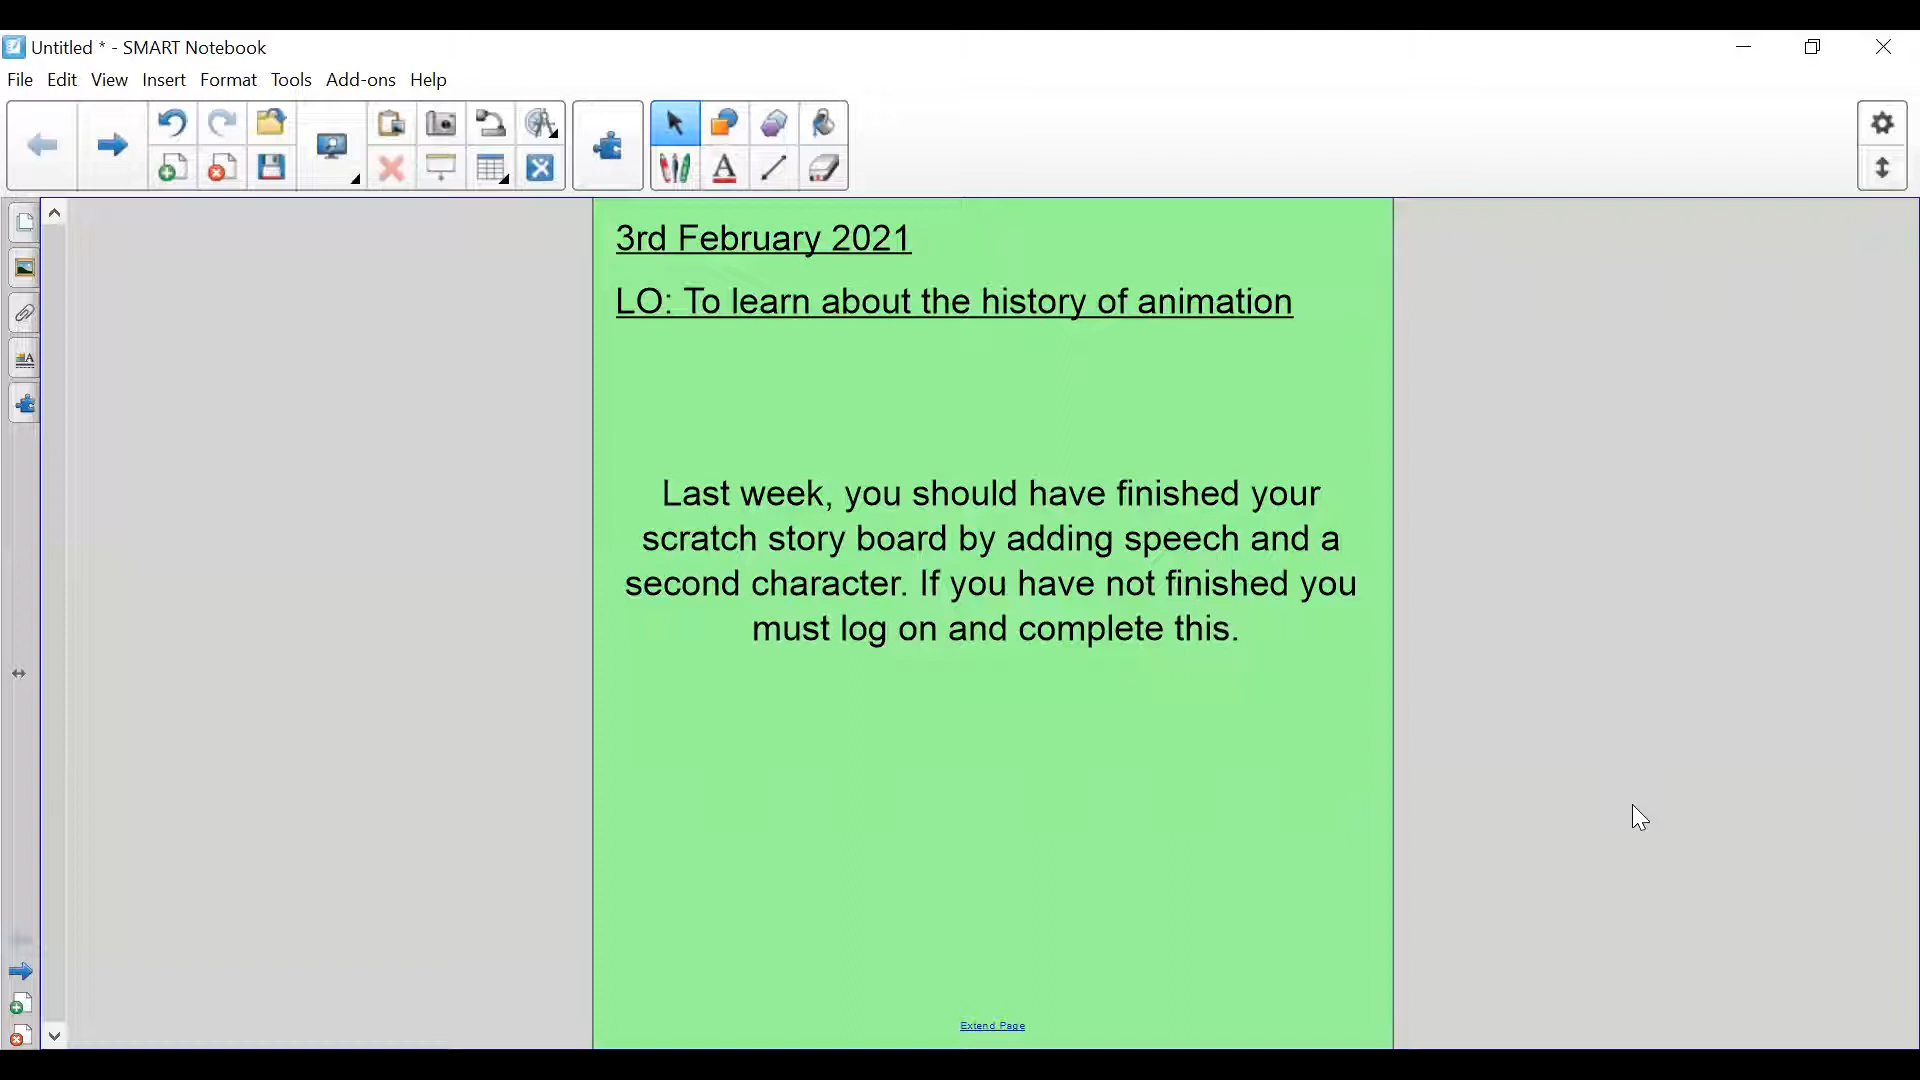 Untitled * - SMART Notebook
File Edit View Insert Format Tools Add-ons Help
3rd February 2021
LO: To learn about the history of animation
Last week, you should have finished your
scratch story board by adding speech and a
second character. If you have not finished you
must log on and complete this.
Extend Page